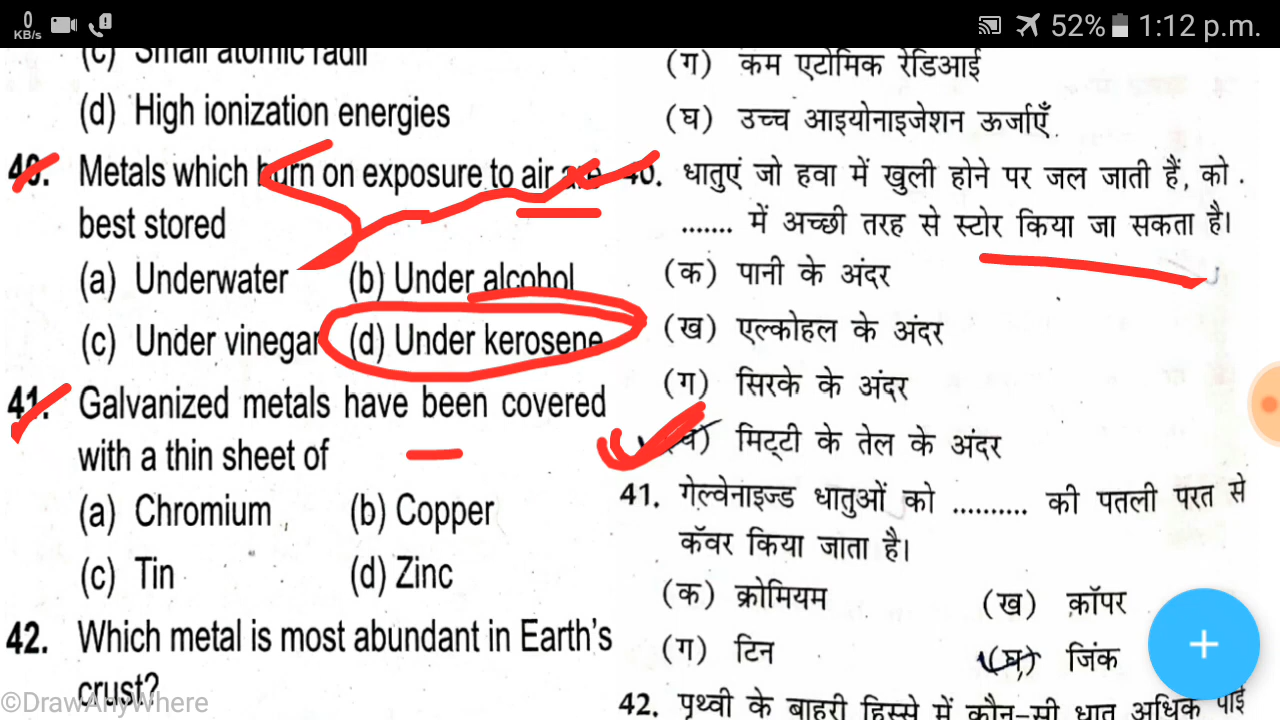 0
KB/s
52%
1:12 p.m.
(c) Small atomic radii
(d) High ionization energies
40. Metals which burn on exposure to air are
best stored
(a) Underwater (b) Under alcohol
(c) Under vinegar (d) Under kerosene
41. Galvanized metals have been covered
with a thin sheet of
(a) Chromium (b) Copper
(c) Tin (d) Zinc
42. Which metal is most abundant in Earth's
crust?
(ग) कम एटोमिक रेडिआई
(घ) उच्च आइयोनाइजेशन ऊर्जाएँ
40. धातुएं जो हवा में खुली होने पर जल जाती हैं, को
....... में अच्छी तरह से स्टोर किया जा सकता है।
(क) पानी के अंदर
(ख) एल्कोहल के अंदर
(ग) सिरके के अंदर
(घ) मिट्टी के तेल के अंदर
41. गेल्वेनाइज्ड धातुओं को .......... की पतली परत से
कॅवर किया जाता है।
(क) क्रोमियम (ख) कॉपर
(ग) टिन (घ) जिंक
42. पृथ्वी के बाहरी हिस्से में कौन-सी धातु अधिक पाई
+
©DrawAnyWhere